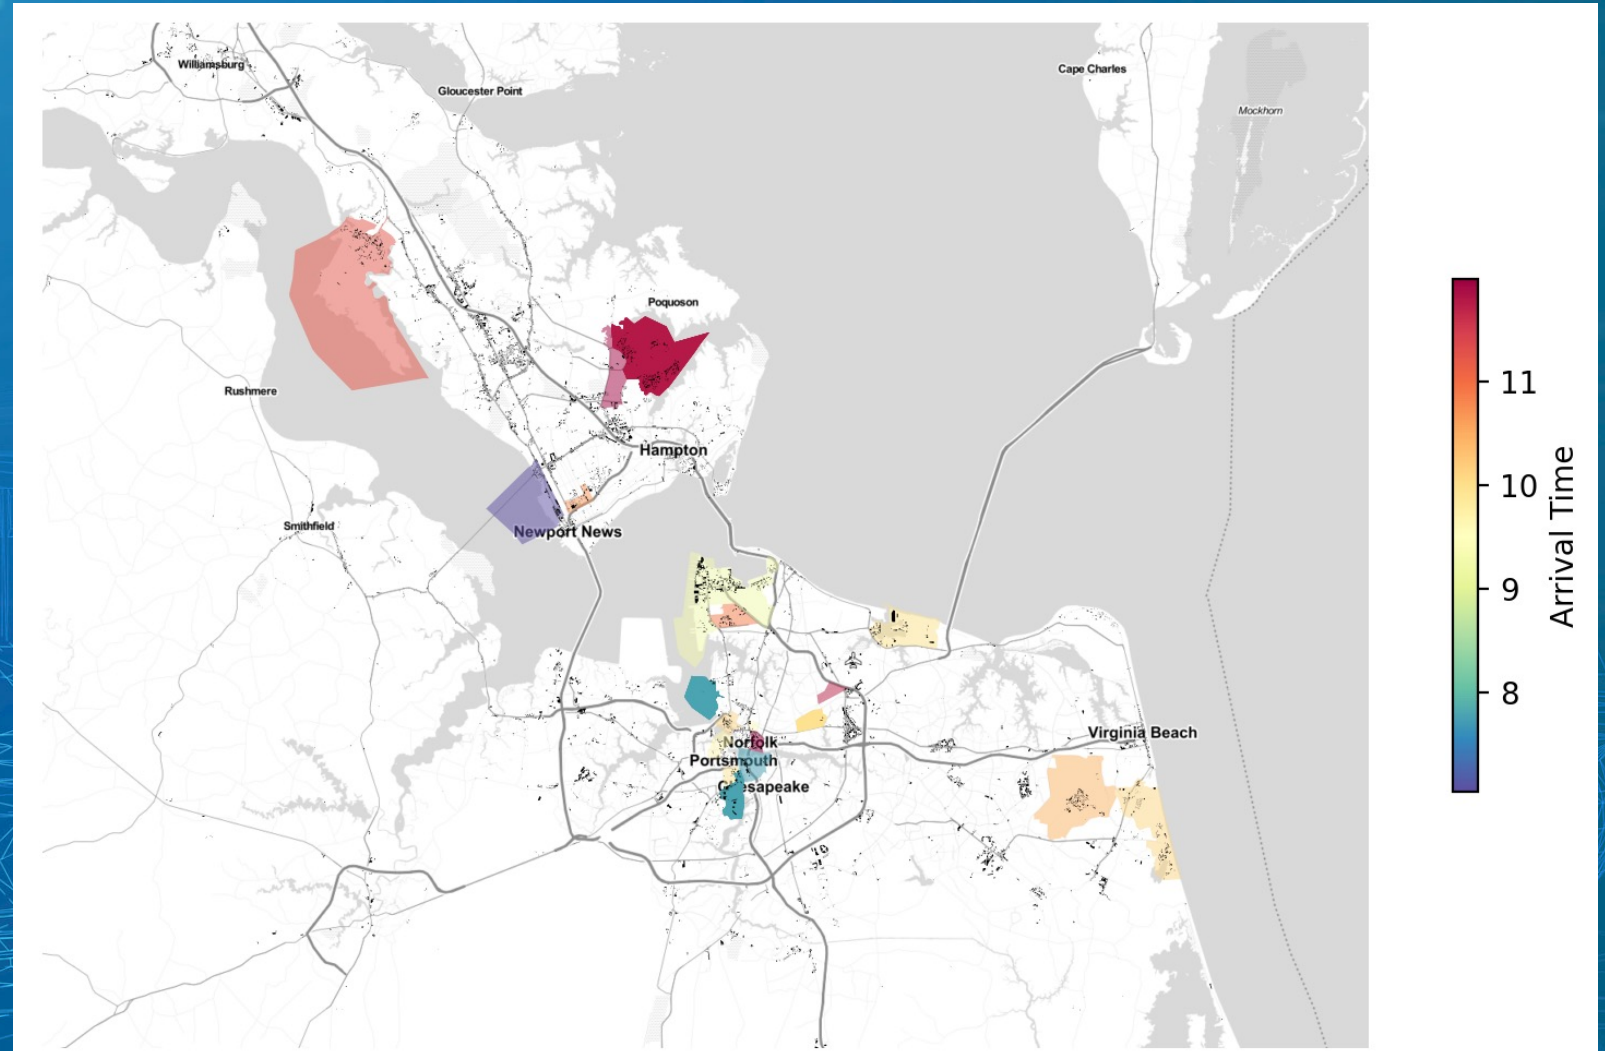 Williamsburg
Gloucester Point
Cape Charles
Mockhorn
Poquoson
Rushmere
Hampton
Smithfield
Newport News
Virginia Beach
Norfolk
Portsmouth
Chesapeake
11
10
9
8
Arrival Time